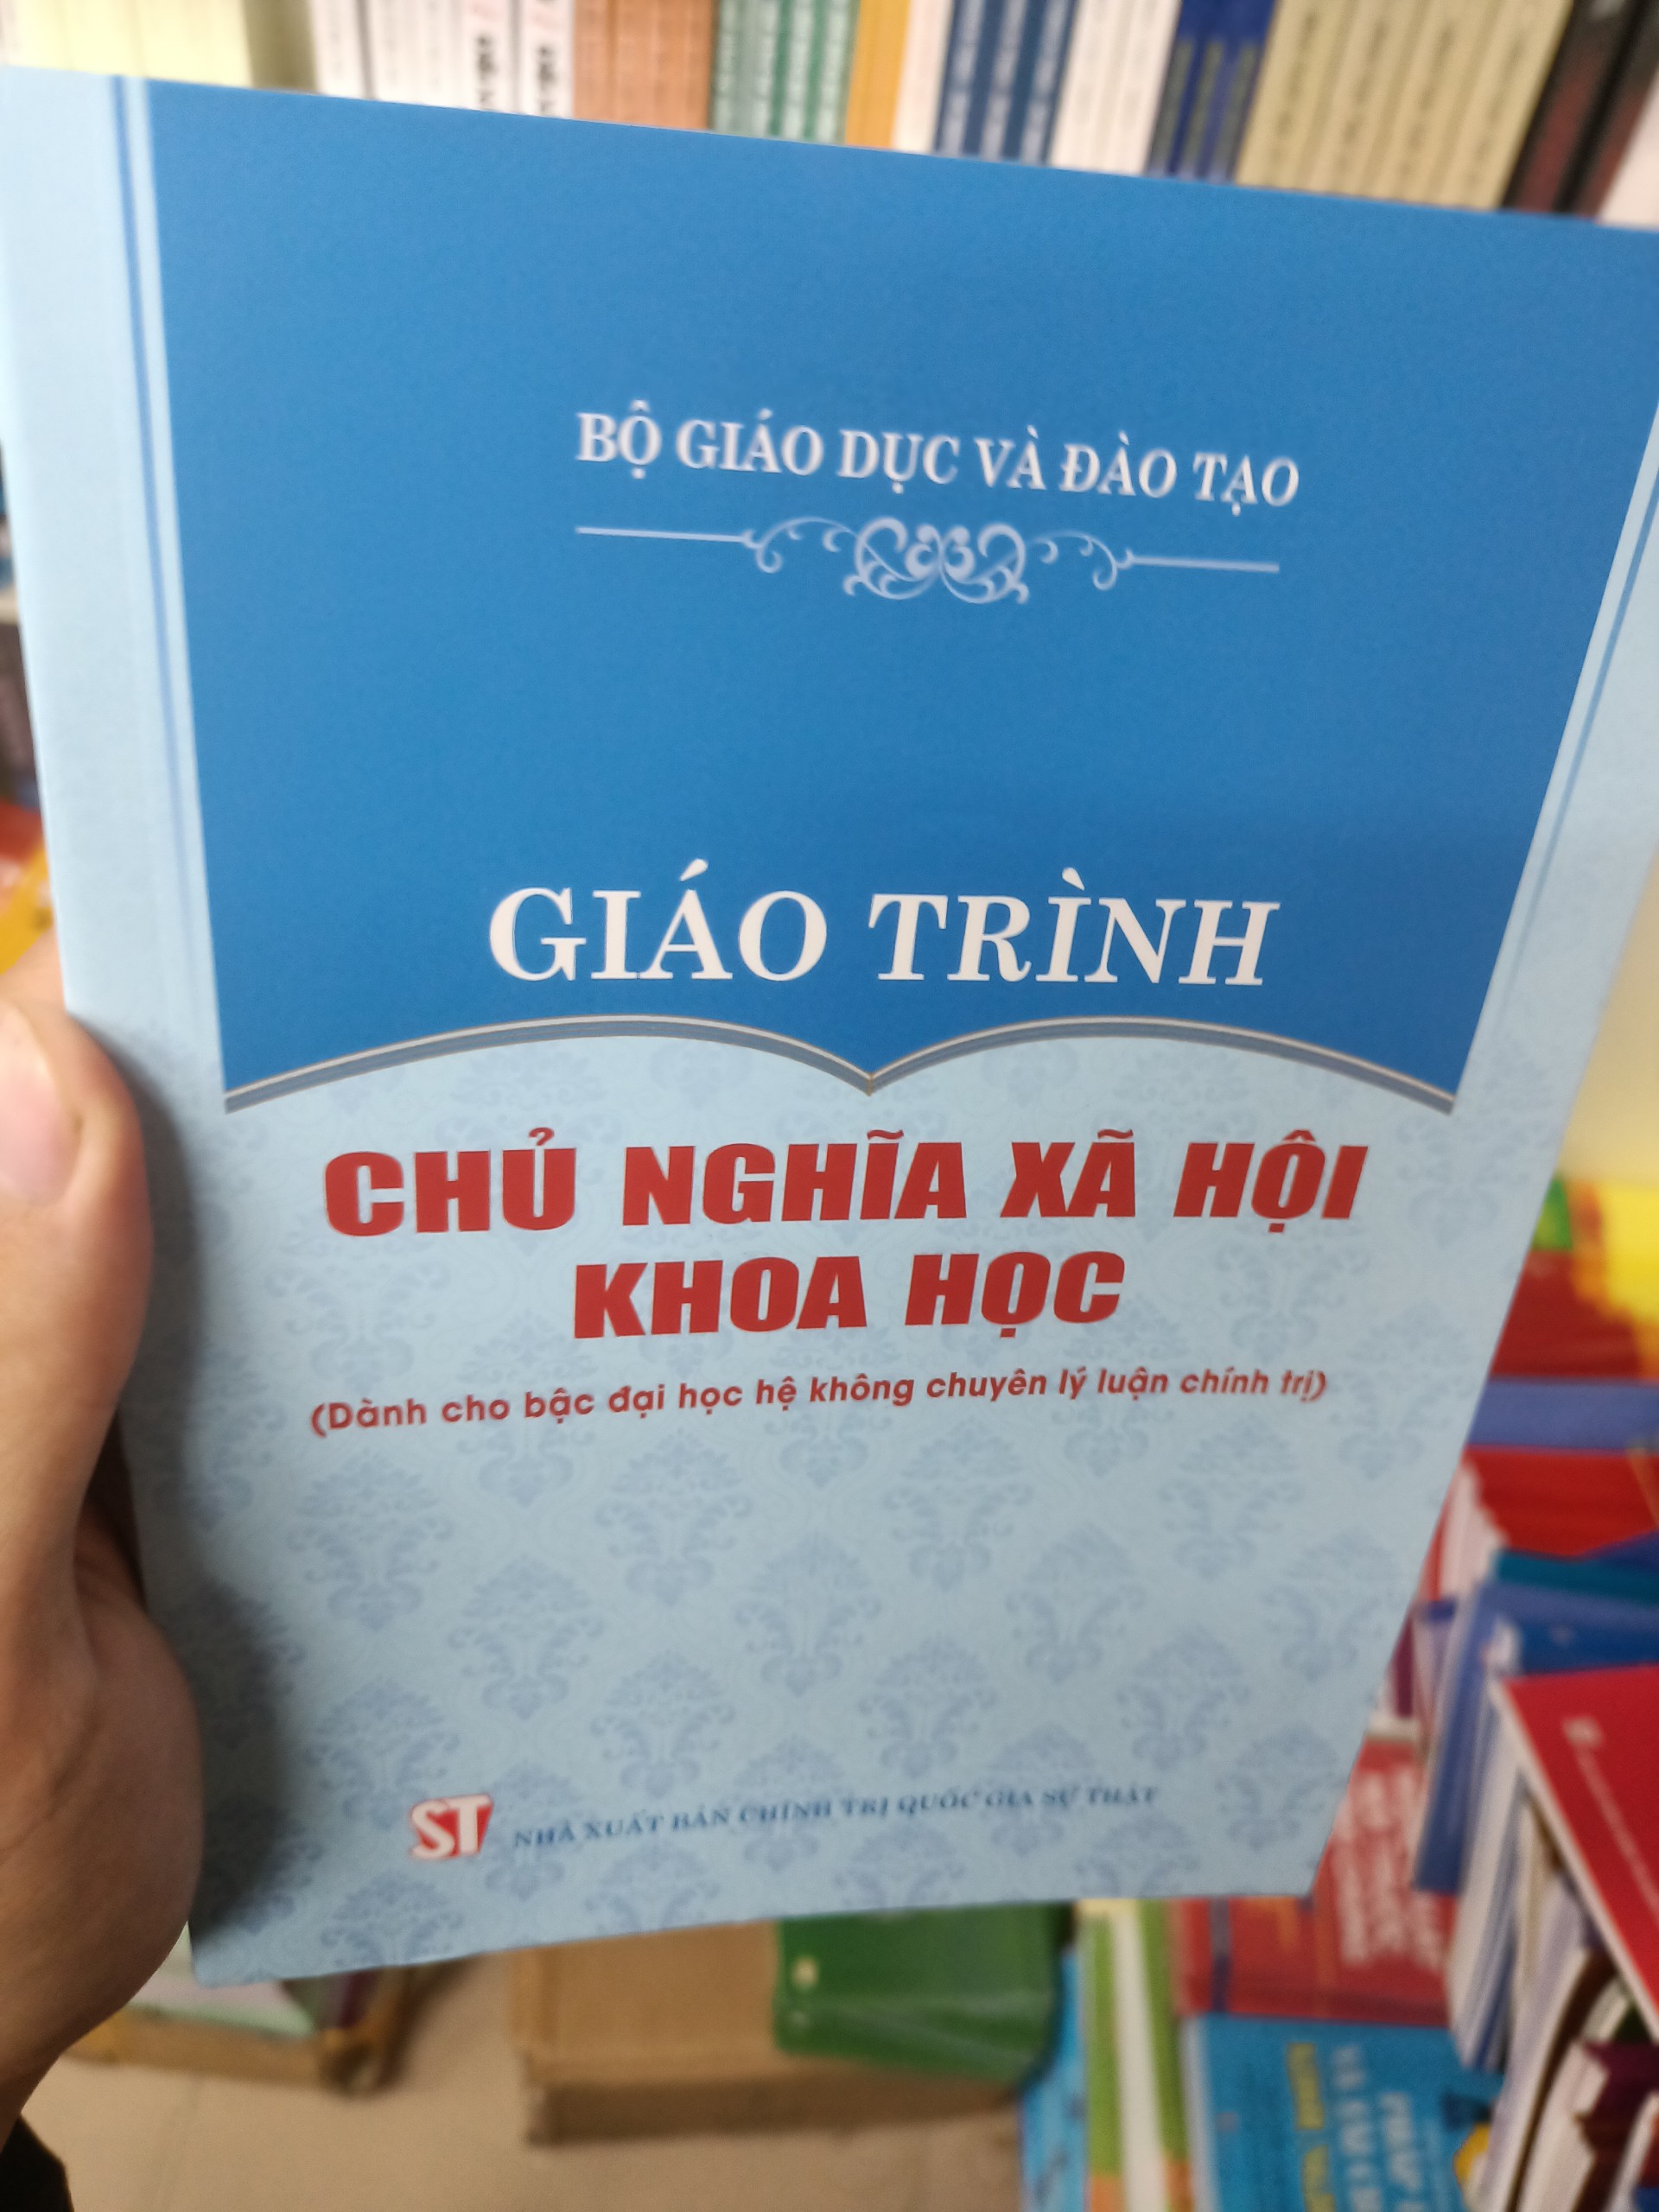 BỘ GIÁO DỤC VÀ ĐÀO TẠO
GIÁO TRÌNH
CHỦ NGHĨA XÃ HỘI
KHOA HỌC
(Dành cho bậc đại học hệ không chuyên lý luận chính trị)
ST NHÀ XUẤT BẢN CHÍNH TRỊ QUỐC GIA SỰ THẬT